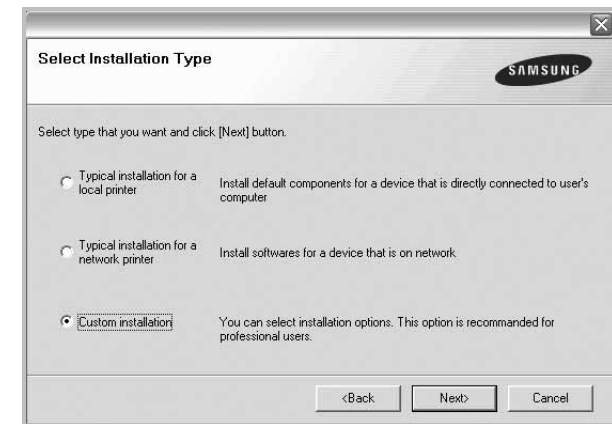 Select Installation Type
SAMSUNG
Select type that you want and click [Next] button.
Typical installation for a
local printer
Install default components for a device that is directly connected to user's
computer
Typical installation for a
network printer
Install softwares for a device that is on network
Custom installation
You can select installation options. This option is recommanded for
professional users.
<Back
Next>
Cancel